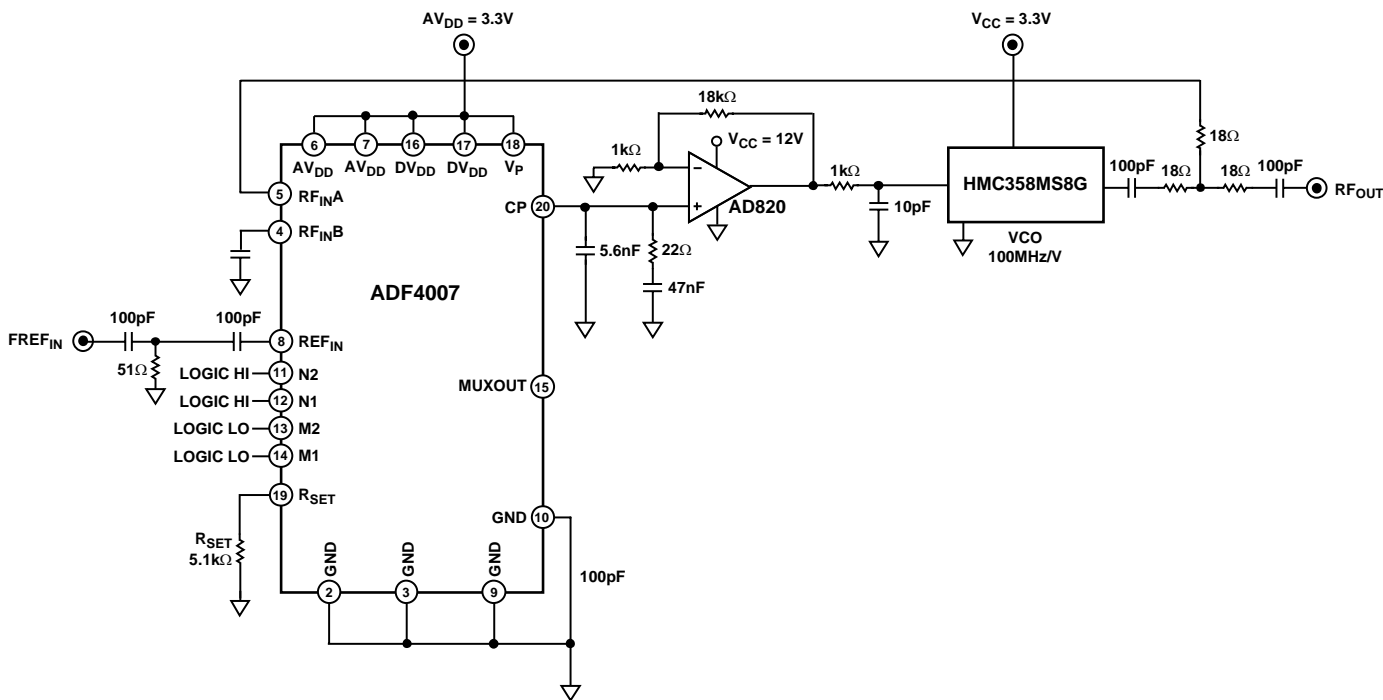 AVDD = 3.3V
VCC = 3.3V
18kΩ
1kΩ
VCC = 12V
−
+
AD820
6
7
16
17
18
AVDD
AVDD
DVDD
DVDD
VP
5
RFINA
4
RFINB
CP
20
1kΩ
10pF
HMC358MS8G
VCO
100MHz/V
100pF
18Ω
18Ω
18Ω
100pF
RFOUT
5.6nF
22Ω
47nF
ADF4007
FREFIN
100pF
51Ω
100pF
8
REFIN
LOGIC HI
11
N2
LOGIC HI
12
N1
LOGIC LO
13
M2
LOGIC LO
14
M1
MUXOUT
15
19
RSET
RSET
5.1kΩ
GND
10
GND
GND
GND
2
3
9
100pF